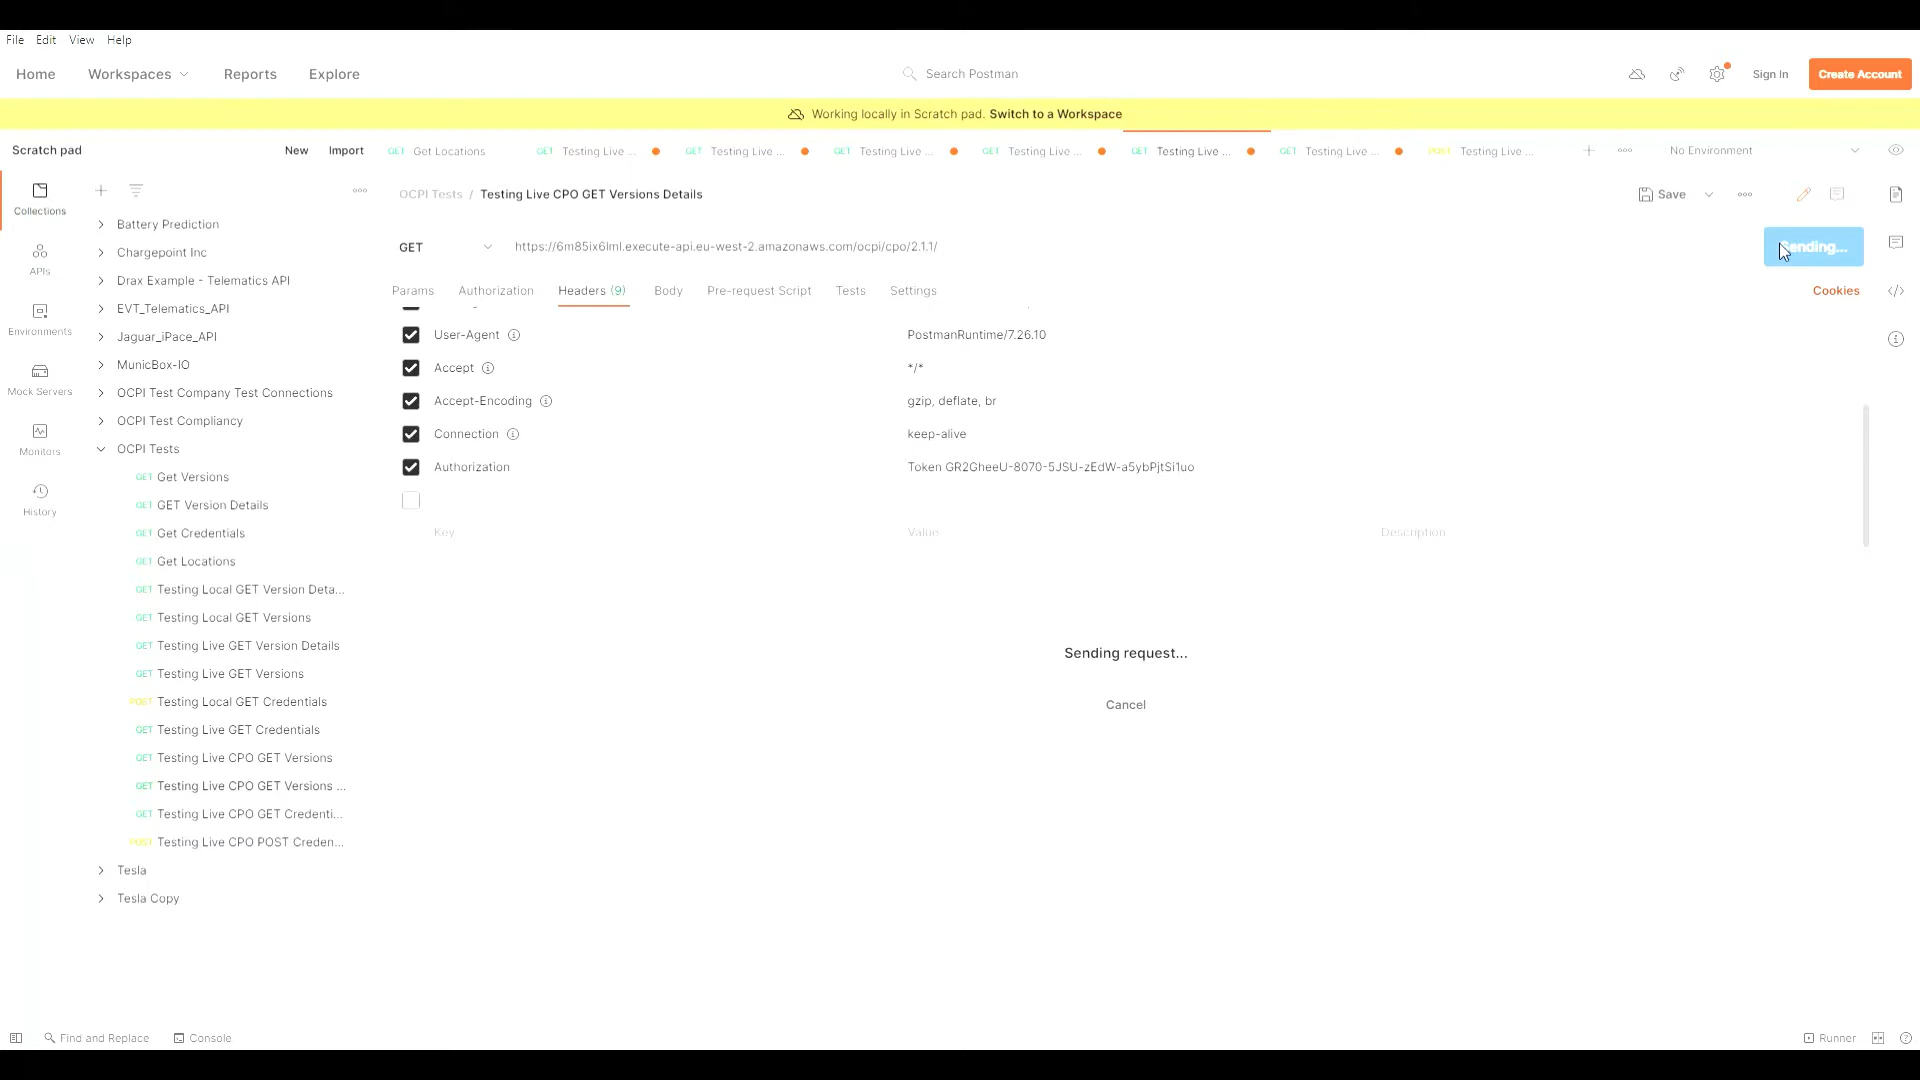 File Edit View Help
Home Workspaces Reports Explore Search Postman Sign In Create Account
Working locally in Scratch pad. Switch to a Workspace
Scratch pad New Import GET Get Locations GET Testing Live ... GET Testing Live ... GET Testing Live ... GET Testing Live ... GET Testing Live ... GET Testing Live ... POST Testing Live ... No Environment
OCPI Tests / Testing Live CPO GET Versions Details Save
GET https://6m85ix6lml.execute-api.eu-west-2.amazonaws.com/ocpi/cpo/2.1.1/ Sending...
Params Authorization Headers (9) Body Pre-request Script Tests Settings Cookies
User-Agent PostmanRuntime/7.26.10
Accept */*
Accept-Encoding gzip, deflate, br
Connection keep-alive
Authorization Token GR2GheeU-8070-5JSU-zEdW-a5ybPjtSi1uo
Key Value Description
Sending request...
Cancel
Collections
APIs
Environments
Mock Servers
Monitors
History
Battery Prediction
Chargepoint Inc
Drax Example - Telematics API
EVT_Telematics_API
Jaguar_iPace_API
MunicBox-IO
OCPI Test Company Test Connections
OCPI Test Compliancy
OCPI Tests
GET Get Versions
GET GET Version Details
GET Get Credentials
GET Get Locations
GET Testing Local GET Version Deta...
GET Testing Local GET Versions
GET Testing Live GET Version Details
GET Testing Live GET Versions
POST Testing Local GET Credentials
GET Testing Live GET Credentials
GET Testing Live CPO GET Versions
GET Testing Live CPO GET Versions ...
GET Testing Live CPO GET Credenti...
POST Testing Live CPO POST Creden...
Tesla
Tesla Copy
Find and Replace Console Runner